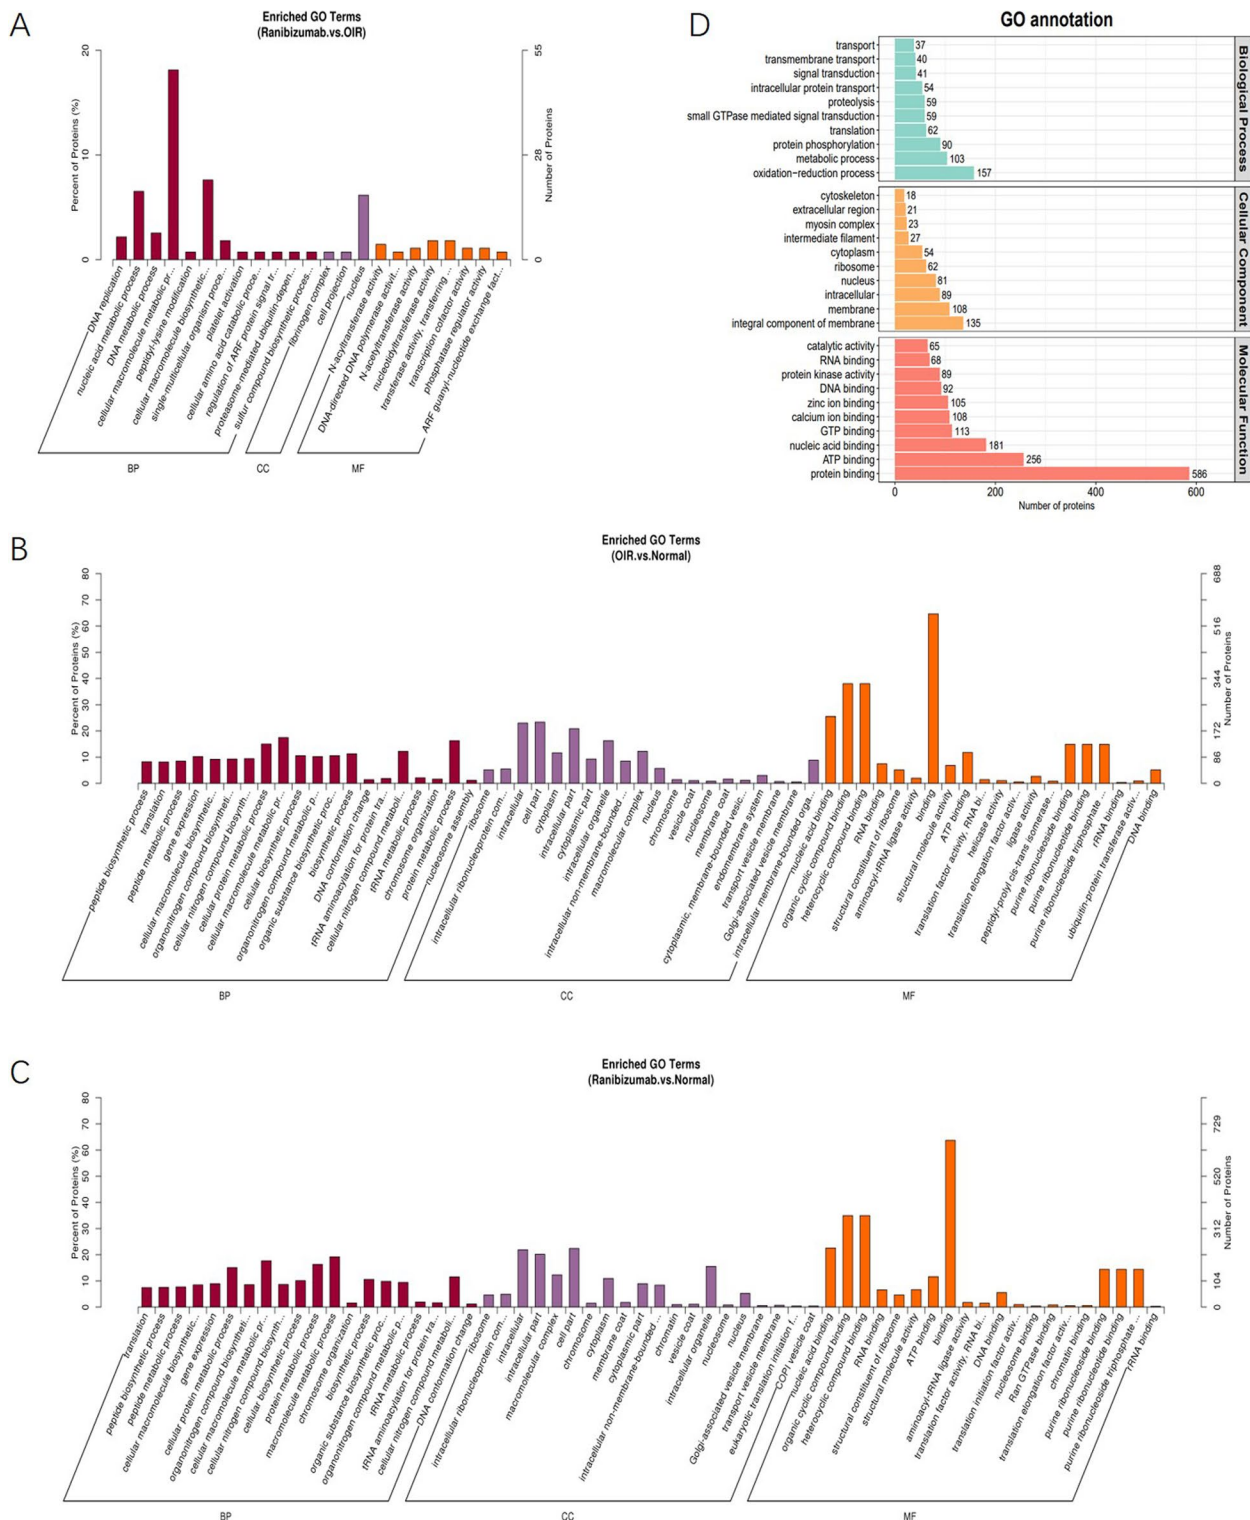 A
Enriched GO Terms
(Ranibizumab.vs.OIR)
Percent of Proteins (%)
20
10
0
55
28
0
Number of Proteins
DNA replication
nucleic acid metabolic process
DNA metabolic process
cellular macromolecule metabolic pr...
peptidyl-lysine modification
cellular macromolecule biosynthetic...
single-multicellular organism proce...
platelet activation
cellular amino acid catabolic proce...
regulation of ARF protein signal tr...
proteasome-mediated ubiquitin-depen...
sulfur compound biosynthetic proces...
fibrinogen complex
cell projection
nucleus
N-acyltransferase activity
DNA-directed DNA polymerase activit...
N-acetyltransferase activity
nucleotidyltransferase activity
transferase activity, transferring ...
transcription cofactor activity
phosphatase regulator activity
ARF guanyl-nucleotide exchange fact...
BP
CC
MF
D
GO annotation
transport 37
transmembrane transport 40
signal transduction 41
intracellular protein transport 54
proteolysis 59
small GTPase mediated signal transduction 59
translation 62
protein phosphorylation 90
metabolic process 103
oxidation-reduction process 157
Biological Process
cytoskeleton 18
extracellular region 21
myosin complex 23
intermediate filament 27
cytoplasm 54
ribosome 62
nucleus 81
intracellular 89
membrane 108
integral component of membrane 135
Cellular Component
catalytic activity 65
RNA binding 68
protein kinase activity 89
DNA binding 92
zinc ion binding 105
calcium ion binding 108
GTP binding 113
nucleic acid binding 181
ATP binding 256
protein binding 586
Molecular Function
0 200 400 600
Number of proteins
B
Enriched GO Terms
(OIR.vs.Normal)
Percent of Proteins (%)
80
70
60
50
40
30
20
10
0
688
516
344
172
86
0
Number of Proteins
peptide biosynthetic process
translation
peptide metabolic process
gene expression
cellular macromolecule biosynthetic...
organonitrogen compound biosyntheti...
cellular nitrogen compound biosynth...
cellular protein metabolic process
cellular macromolecule metabolic pr...
cellular biosynthetic process
organonitrogen compound metabolic p...
organic substance biosynthetic proc...
biosynthetic process
DNA conformation change
tRNA aminoacylation for protein tra...
cellular nitrogen compound metaboli...
tRNA metabolic process
chromosome organization
protein metabolic process
nucleosome assembly
ribosome
intracellular ribonucleoprotein com...
intracellular
cell part
cytoplasm
intracellular part
cytoplasmic part
intracellular organelle
intracellular non-membrane-bounded ...
macromolecular complex
nucleus
chromosome
vesicle coat
nucleosome
membrane coat
cytoplasmic, membrane-bounded vesic...
endomembrane system
transport vesicle membrane
Golgi-associated vesicle membrane
intracellular membrane-bounded orga...
nucleic acid binding
organic cyclic compound binding
heterocyclic compound binding
RNA binding
structural constituent of ribosome
aminoacyl-tRNA ligase activity
binding
structural molecule activity
ATP binding
translation factor activity, RNA bi...
helicase activity
translation elongation factor activ...
ligase activity
peptidyl-prolyl cis-trans isomerase...
purine ribonucleoside binding
purine ribonucleotide binding
purine ribonucleoside triphosphate ...
rRNA binding
ubiquitin-protein transferase activ...
DNA binding
BP
CC
MF
C
Enriched GO Terms
(Ranibizumab.vs.Normal)
Percent of Proteins (%)
80
70
60
50
40
30
20
10
0
729
520
312
104
0
Number of Proteins
translation
peptide biosynthetic process
peptide metabolic process
cellular macromolecule biosynthetic...
gene expression
cellular protein metabolic process
organonitrogen compound biosyntheti...
cellular macromolecule metabolic pr...
cellular nitrogen compound biosynth...
cellular biosynthetic process
protein metabolic process
macromolecule metabolic process
chromosome organization
biosynthetic process
organic substance biosynthetic proc...
organonitrogen compound metabolic p...
tRNA metabolic process
tRNA aminoacylation for protein tra...
cellular nitrogen compound metaboli...
DNA conformation change
ribosome
intracellular ribonucleoprotein com...
intracellular
intracellular part
macromolecular complex
cell part
chromosome
cytoplasm
membrane coat
cytoplasmic part
intracellular non-membrane-bounded ...
chromatin
vesicle coat
intracellular organelle
nucleosome
nucleus
Golgi-associated vesicle membrane
transport vesicle membrane
eukaryotic translation initiation f...
COPI vesicle coat
nucleic acid binding
organic cyclic compound binding
heterocyclic compound binding
RNA binding
structural constituent of ribosome
structural molecule activity
ATP binding
binding
aminoacyl-tRNA ligase activity
translation factor activity, RNA bi...
DNA binding
translation initiation factor activ...
nucleosome binding
Ran GTPase binding
translation elongation factor activ...
chromatin binding
purine ribonucleoside binding
purine ribonucleotide binding
purine ribonucleoside triphosphate ...
rRNA binding
BP
CC
MF